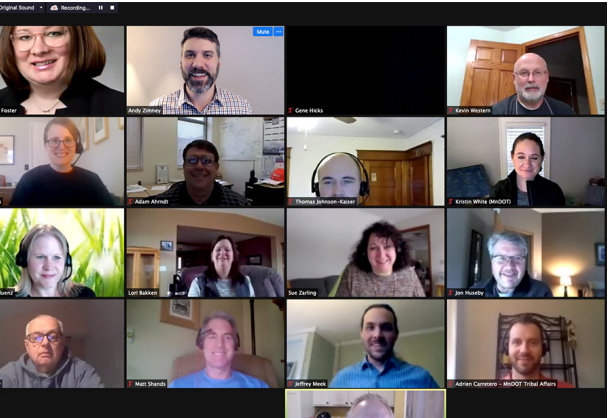 Original Sound
Recording...
Mute ...
Foster
Andy Zimney
Gene Hicks
Kevin Western
Adam Ahrndt
Thomas Johnson-Kaiser
Kristin White (MnDOT)
Lori Bakken
Sue Zarling
Jon Huseby
Matt Shands
Jeffrey Meek
Adrien Carretero - MnDOT Tribal Affairs